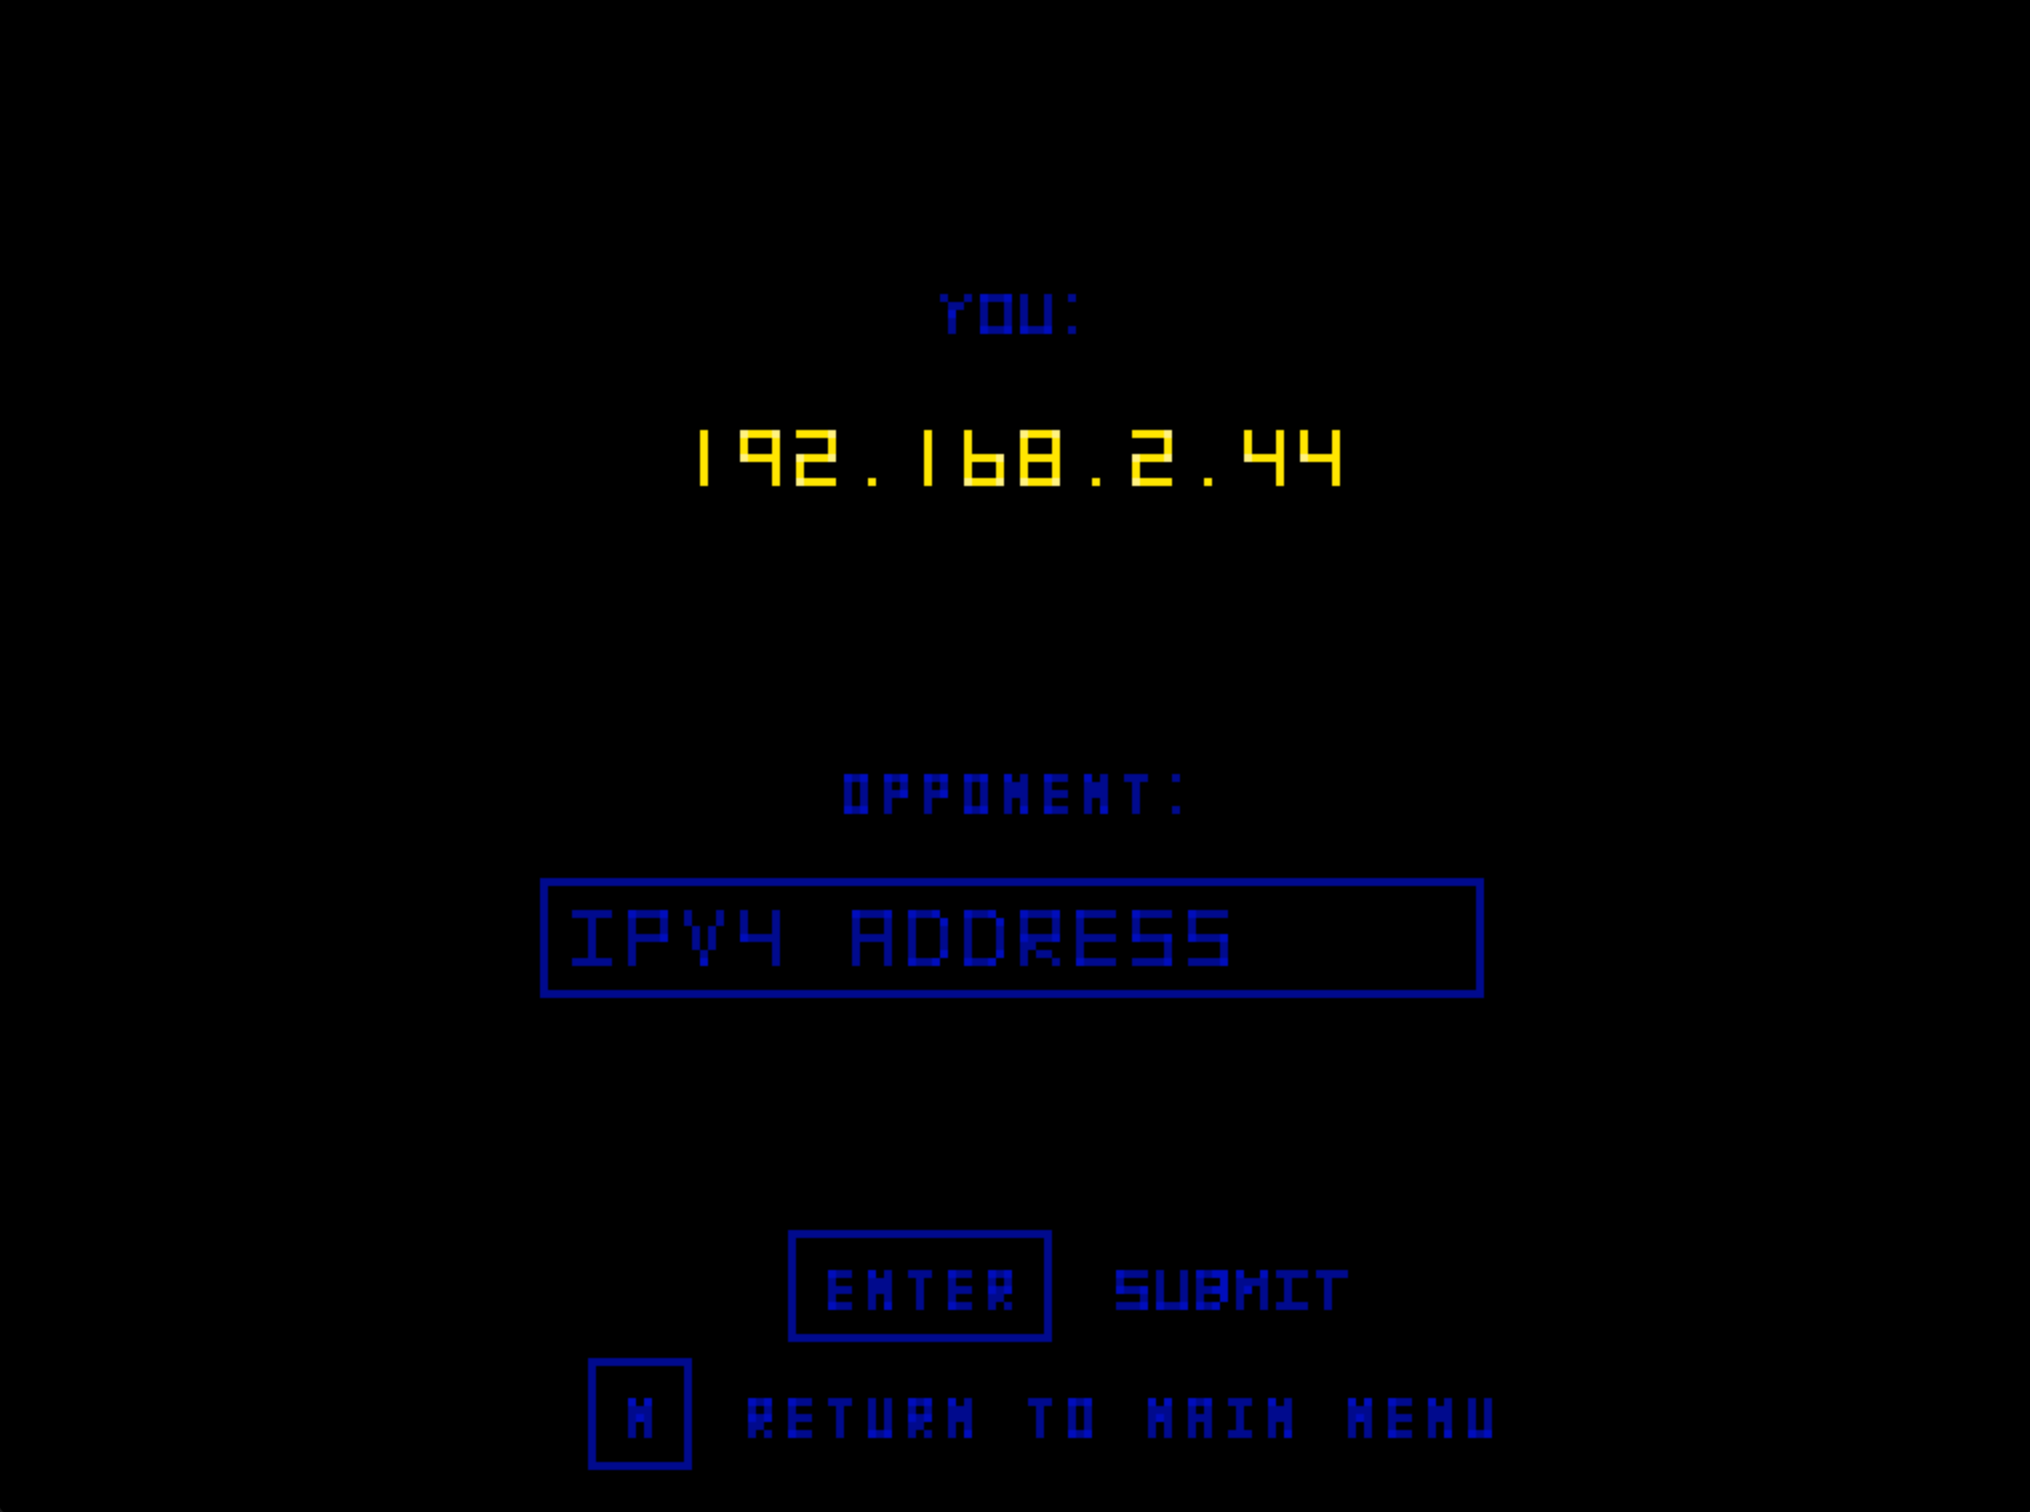 YOU:
192.168.2.44
OPPONENT:
IPV4 ADDRESS
ENTER SUBMIT
M RETURN TO MAIN MENU